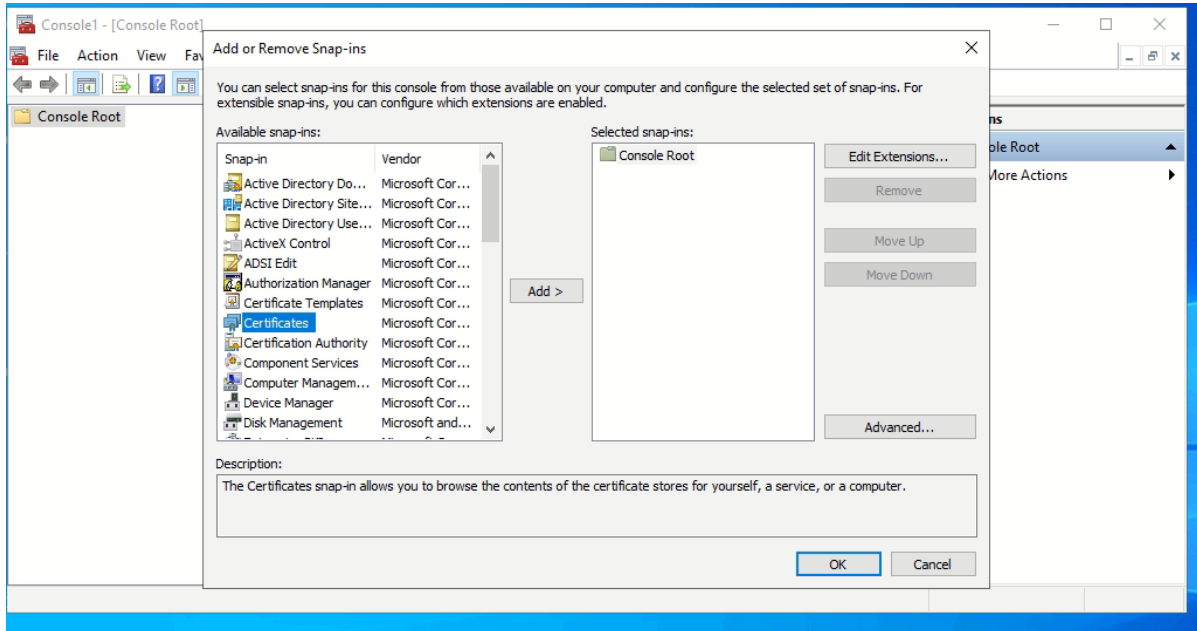 Console1 - [Console Root]
File Action View Fav
Console Root
Add or Remove Snap-ins
You can select snap-ins for this console from those available on your computer and configure the selected set of snap-ins. For
extensible snap-ins, you can configure which extensions are enabled.
Available snap-ins:
Snap-in Vendor
Active Directory Do... Microsoft Cor...
Active Directory Site... Microsoft Cor...
Active Directory Use... Microsoft Cor...
ActiveX Control Microsoft Cor...
ADSI Edit Microsoft Cor...
Authorization Manager Microsoft Cor...
Certificate Templates Microsoft Cor...
Certificates Microsoft Cor...
Certification Authority Microsoft Cor...
Component Services Microsoft Cor...
Computer Managem... Microsoft Cor...
Device Manager Microsoft Cor...
Disk Management Microsoft and...
Add >
Selected snap-ins:
Console Root
Edit Extensions...
Remove
Move Up
Move Down
Advanced...
Description:
The Certificates snap-in allows you to browse the contents of the certificate stores for yourself, a service, or a computer.
OK Cancel
ns
ole Root
More Actions